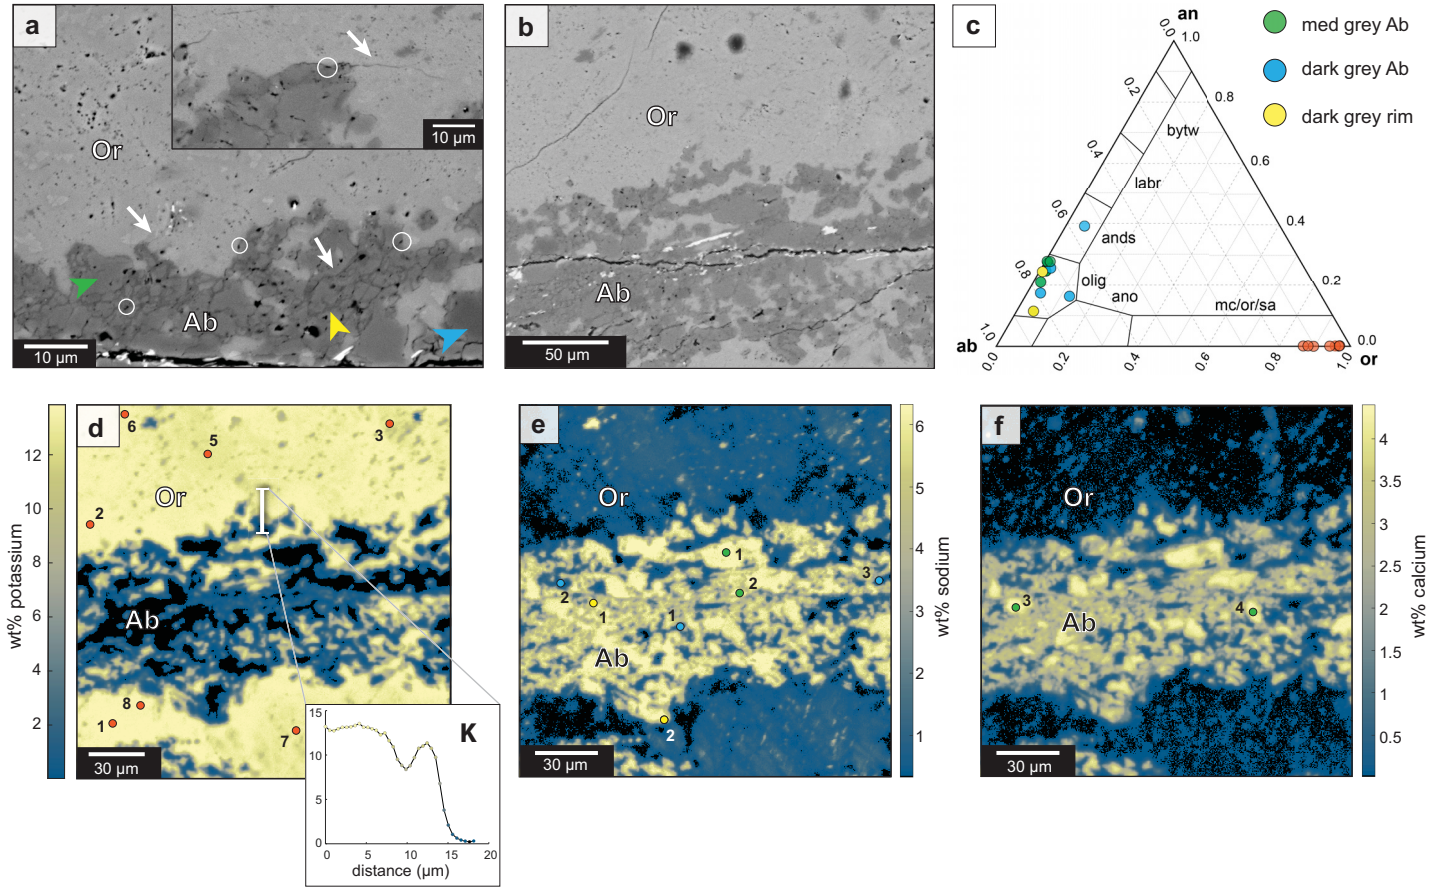 a
Or
Ab
10 µm
10 µm
b
Or
Ab
50 µm
c
an
0.0
1.0
0.2
0.8
bytw
0.4
0.6
labr
0.6
0.4
ands
0.8
olig
0.2
ano
mc/or/sa
1.0
0.0
ab
or
0.0
0.2
0.4
0.6
0.8
1.0
med grey Ab
dark grey Ab
dark grey rim
wt% potassium
12
10
8
6
4
2
d
6
5
3
Or
2
Ab
8
1
7
30 µm
K
15
10
5
0
0
5
10
15
20
distance (µm)
e
Or
1
2
3
2
1
1
Ab
2
30 µm
6
5
4
3
2
1
wt% sodium
f
Or
3
4
Ab
30 µm
4
3.5
3
2.5
2
1.5
1
0.5
wt% calcium